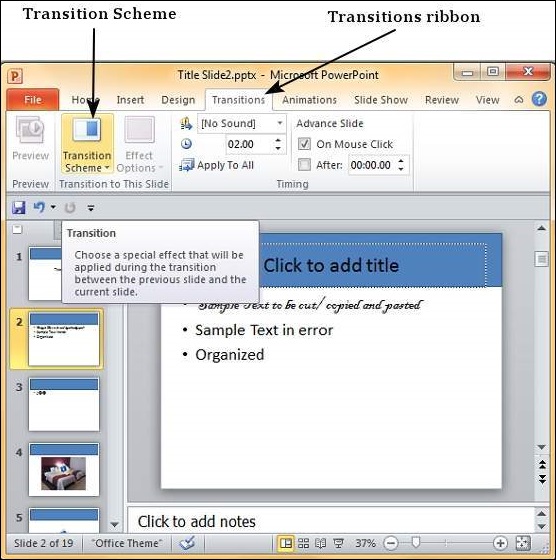 Transition Scheme
Transitions ribbon
Title Slide2.pptx - Microsoft PowerPoint
File Home Insert Design Transitions Animations Slide Show Review View
Preview
Transition Scheme
Effect Options
[No Sound]
02.00
Apply To All
Advance Slide
On Mouse Click
After: 00:00.00
Preview Transition to This Slide Timing
Transition
Choose a special effect that will be
applied during the transition
between the previous slide and the
current slide.
1
2
Sample Text in error
Organized
3
4
5
Click to add title
Sample Text to be cut/ copied and pasted
Sample Text in error
Organized
Click to add notes
Slide 2 of 19 "Office Theme" 37%